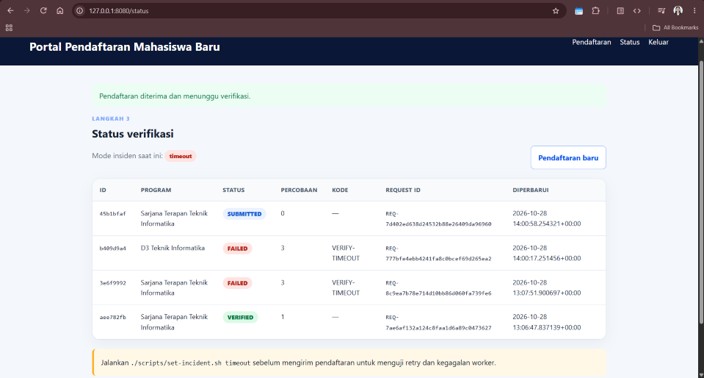 127.0.0.1:8080/status
All Bookmarks
Portal Pendaftaran Mahasiswa Baru
Pendaftaran Status Keluar
Pendaftaran diterima dan menunggu verifikasi.
LANGKAH 3
Status verifikasi
Mode insiden saat ini: timeout
Pendaftaran baru
ID PROGRAM STATUS PERCOBAAN KODE REQUEST ID DIPERBARUI
45b1bfaf Sarjana Terapan Teknik Informatika SUBMITTED 0 — REQ-7d402ed638d24532b88e26409da96960 2026-10-28 14:00:58.254321+00:00
b409d9a4 D3 Teknik Informatika FAILED 3 VERIFY-TIMEOUT REQ-777bfe4ebb4241fa8c0bcef69d265ea2 2026-10-28 14:00:17.251456+00:00
3e6f9992 Sarjana Terapan Teknik Informatika FAILED 3 VERIFY-TIMEOUT REQ-8c9ea7b78e714d10bb86d060fa739fe6 2026-10-28 13:07:51.900697+00:00
aee782fb Sarjana Terapan Teknik Informatika VERIFIED 1 — REQ-7ae6af132a124c8faa1d6a89c0473627 2026-10-28 13:06:47.837139+00:00
Jalankan ./scripts/set-incident.sh timeout sebelum mengirim pendaftaran untuk menguji retry dan kegagalan worker.